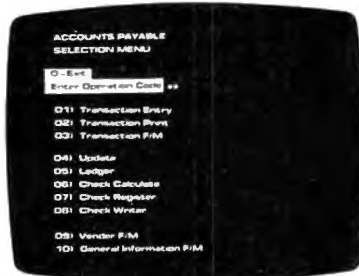 ACCOUNTS PAYABLE
SELECTION MENU
0 - Exit
Enter Operation Code
01) Transaction Entry
02) Transaction Print
03) Transaction F/M
04) Update
05) Ledger
06) Check Calculate
07) Check Register
08) Check Writer
09) Vender F/M
10) General Information F/M